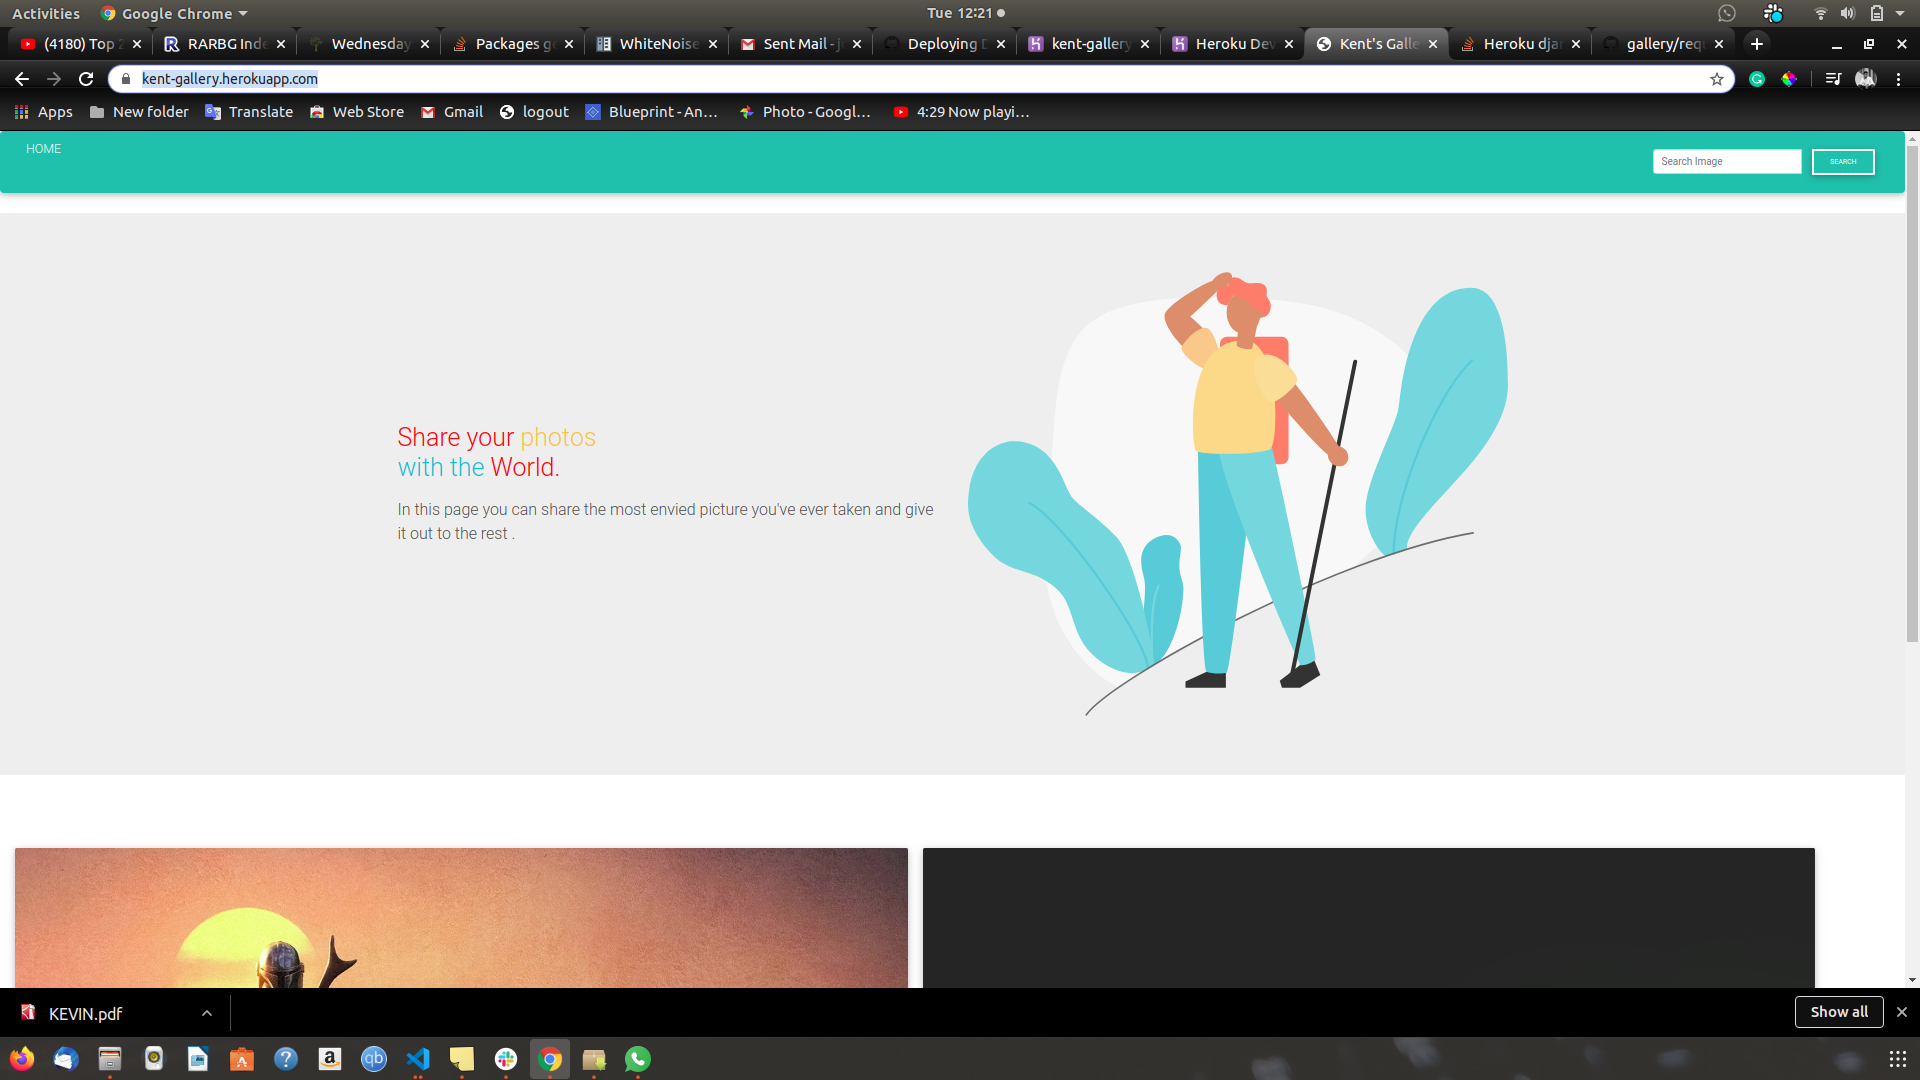 Activities Google Chrome Tue 12:21
(4180) Top 2 RARBG Inde Wednesday Packages ge WhiteNoise Sent Mail - j Deploying D kent-gallery Heroku Dev Kent's Galle Heroku djan gallery/requ
kent-gallery.herokuapp.com
Apps New folder Translate Web Store Gmail logout Blueprint - An... Photo - Googl... 4:29 Now playi...
HOME Search Image SEARCH
Share your photos
with the World.
In this page you can share the most envied picture you've ever taken and give
it out to the rest .
KEVIN.pdf Show all